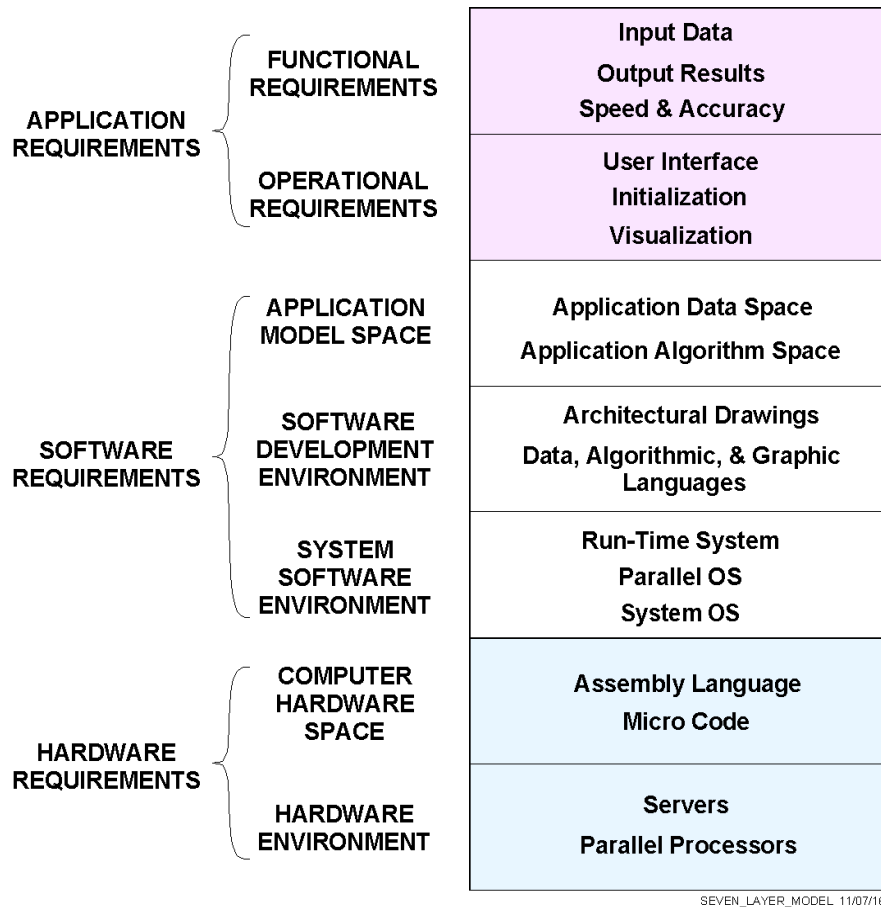 APPLICATION
REQUIREMENTS
FUNCTIONAL
REQUIREMENTS
Input Data
Output Results
Speed & Accuracy
OPERATIONAL
REQUIREMENTS
User Interface
Initialization
Visualization
SOFTWARE
REQUIREMENTS
APPLICATION
MODEL SPACE
Application Data Space
Application Algorithm Space
SOFTWARE
DEVELOPMENT
ENVIRONMENT
Architectural Drawings
Data, Algorithmic, & Graphic
Languages
SYSTEM
SOFTWARE
ENVIRONMENT
Run-Time System
Parallel OS
System OS
HARDWARE
REQUIREMENTS
COMPUTER
HARDWARE
SPACE
Assembly Language
Micro Code
HARDWARE
ENVIRONMENT
Servers
Parallel Processors
SEVEN_LAYER_MODEL 11/07/16